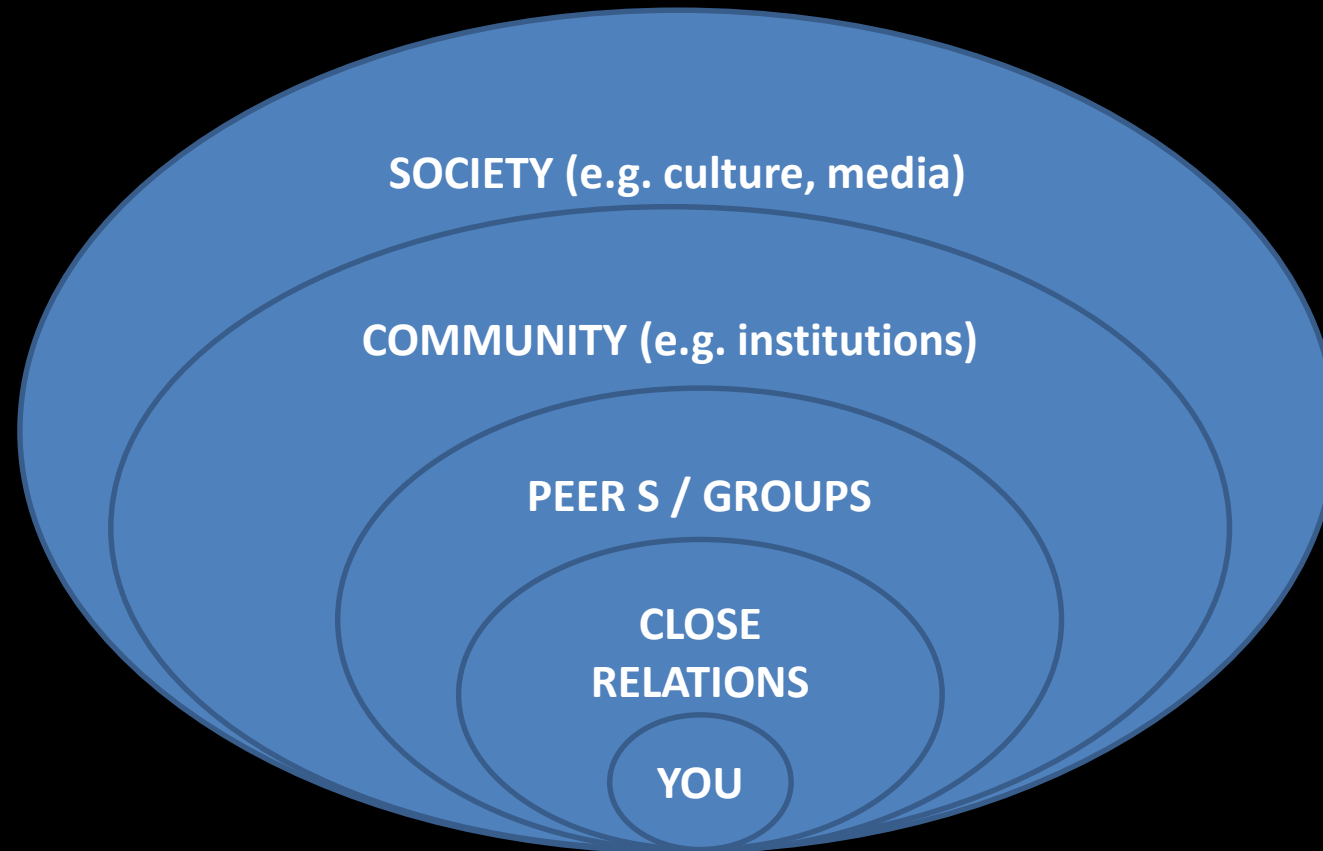 SOCIETY (e.g. culture, media)
COMMUNITY (e.g. institutions)
PEER S / GROUPS
CLOSE
RELATIONS
YOU